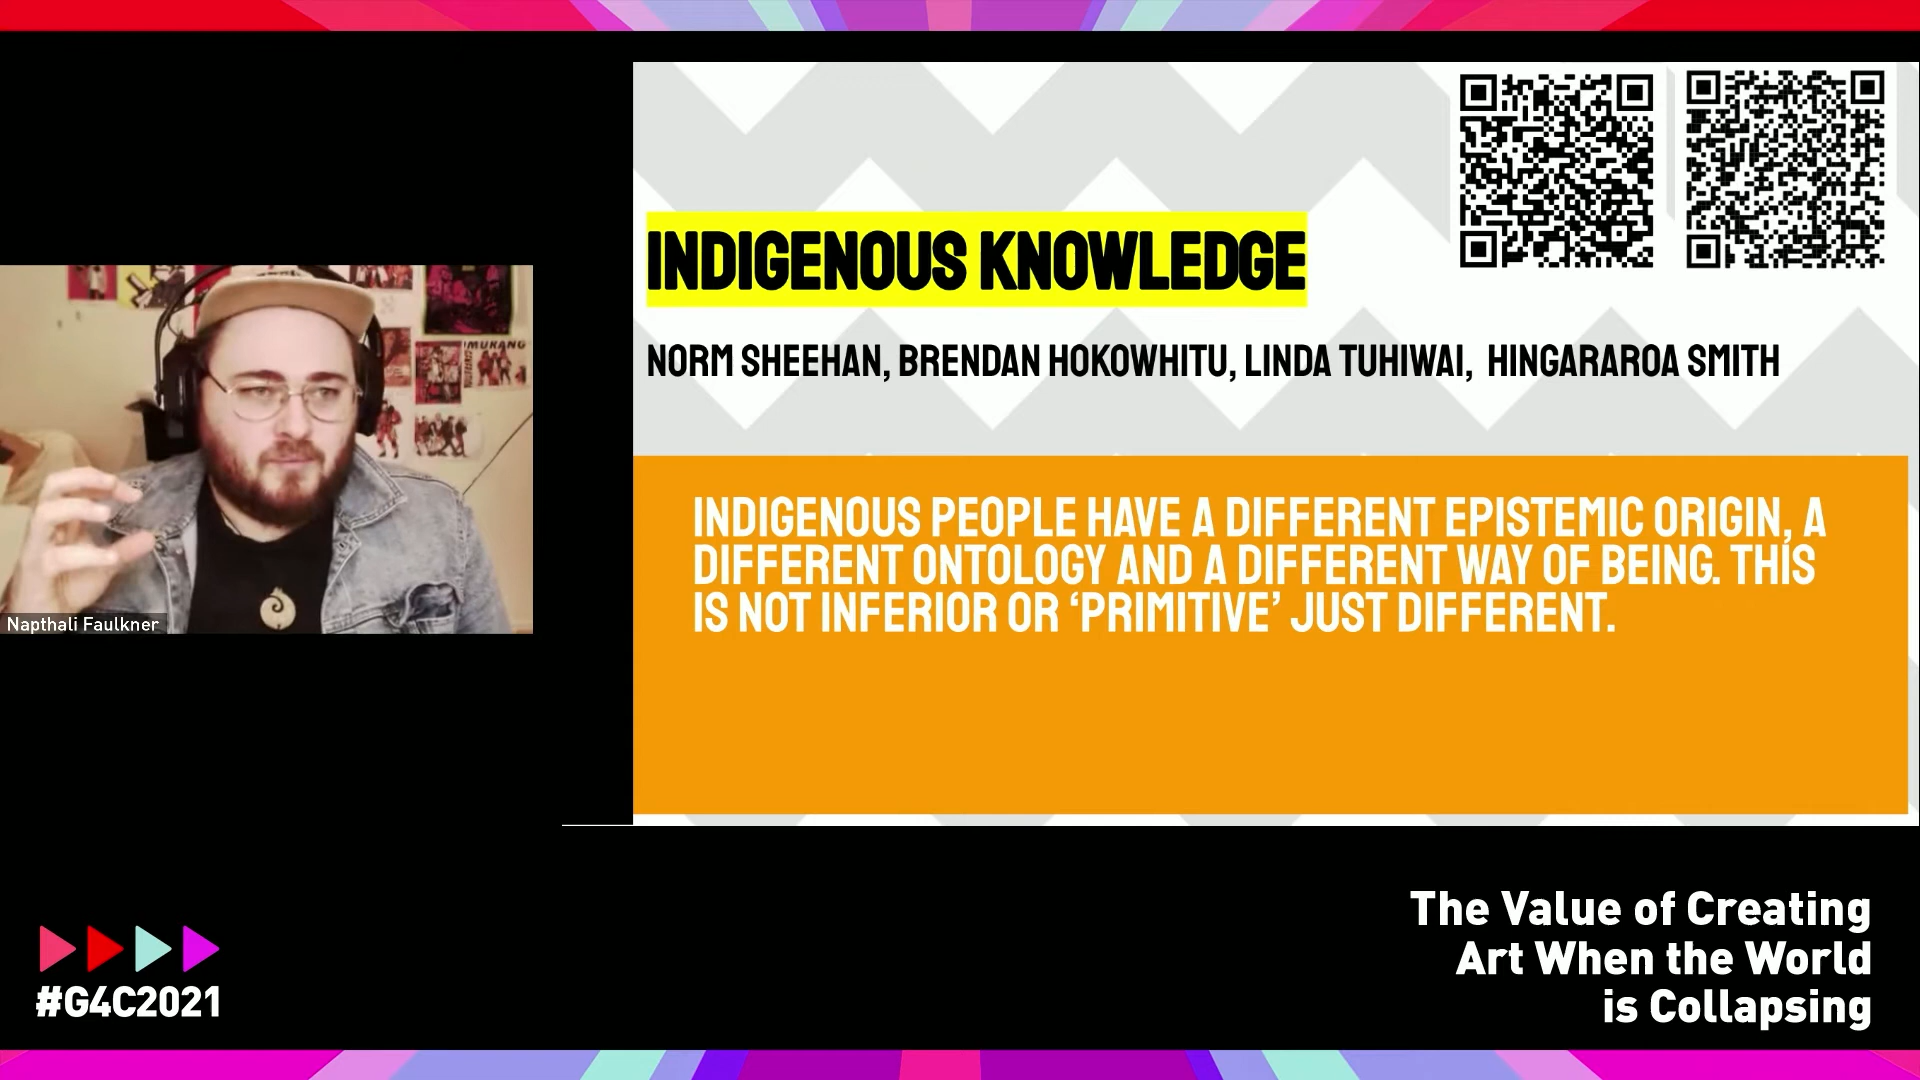 INDIGENOUS KNOWLEDGE
NORM SHEEHAN, BRENDAN HOKOWHITU, LINDA TUHIWAI, HINGARAROA SMITH
INDIGENOUS PEOPLE HAVE A DIFFERENT EPISTEMIC ORIGIN, A
DIFFERENT ONTOLOGY AND A DIFFERENT WAY OF BEING. THIS
IS NOT INFERIOR OR ‘PRIMITIVE’ JUST DIFFERENT.
Napthali Faulkner
#G4C2021
The Value of Creating
Art When the World
is Collapsing